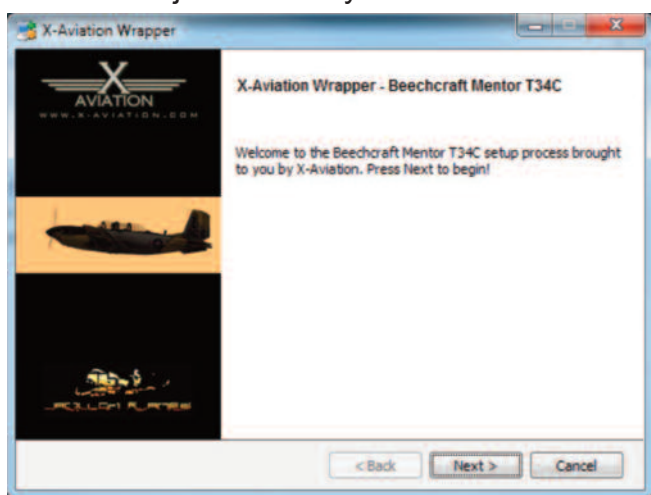 X-Aviation Wrapper
X
AVIATION
WWW.X-AVIATION.COM
X-Aviation Wrapper - Beechcraft Mentor T34C
Welcome to the Beechcraft Mentor T34C setup process brought
to you by X-Aviation. Press Next to begin!
< Back
Next >
Cancel